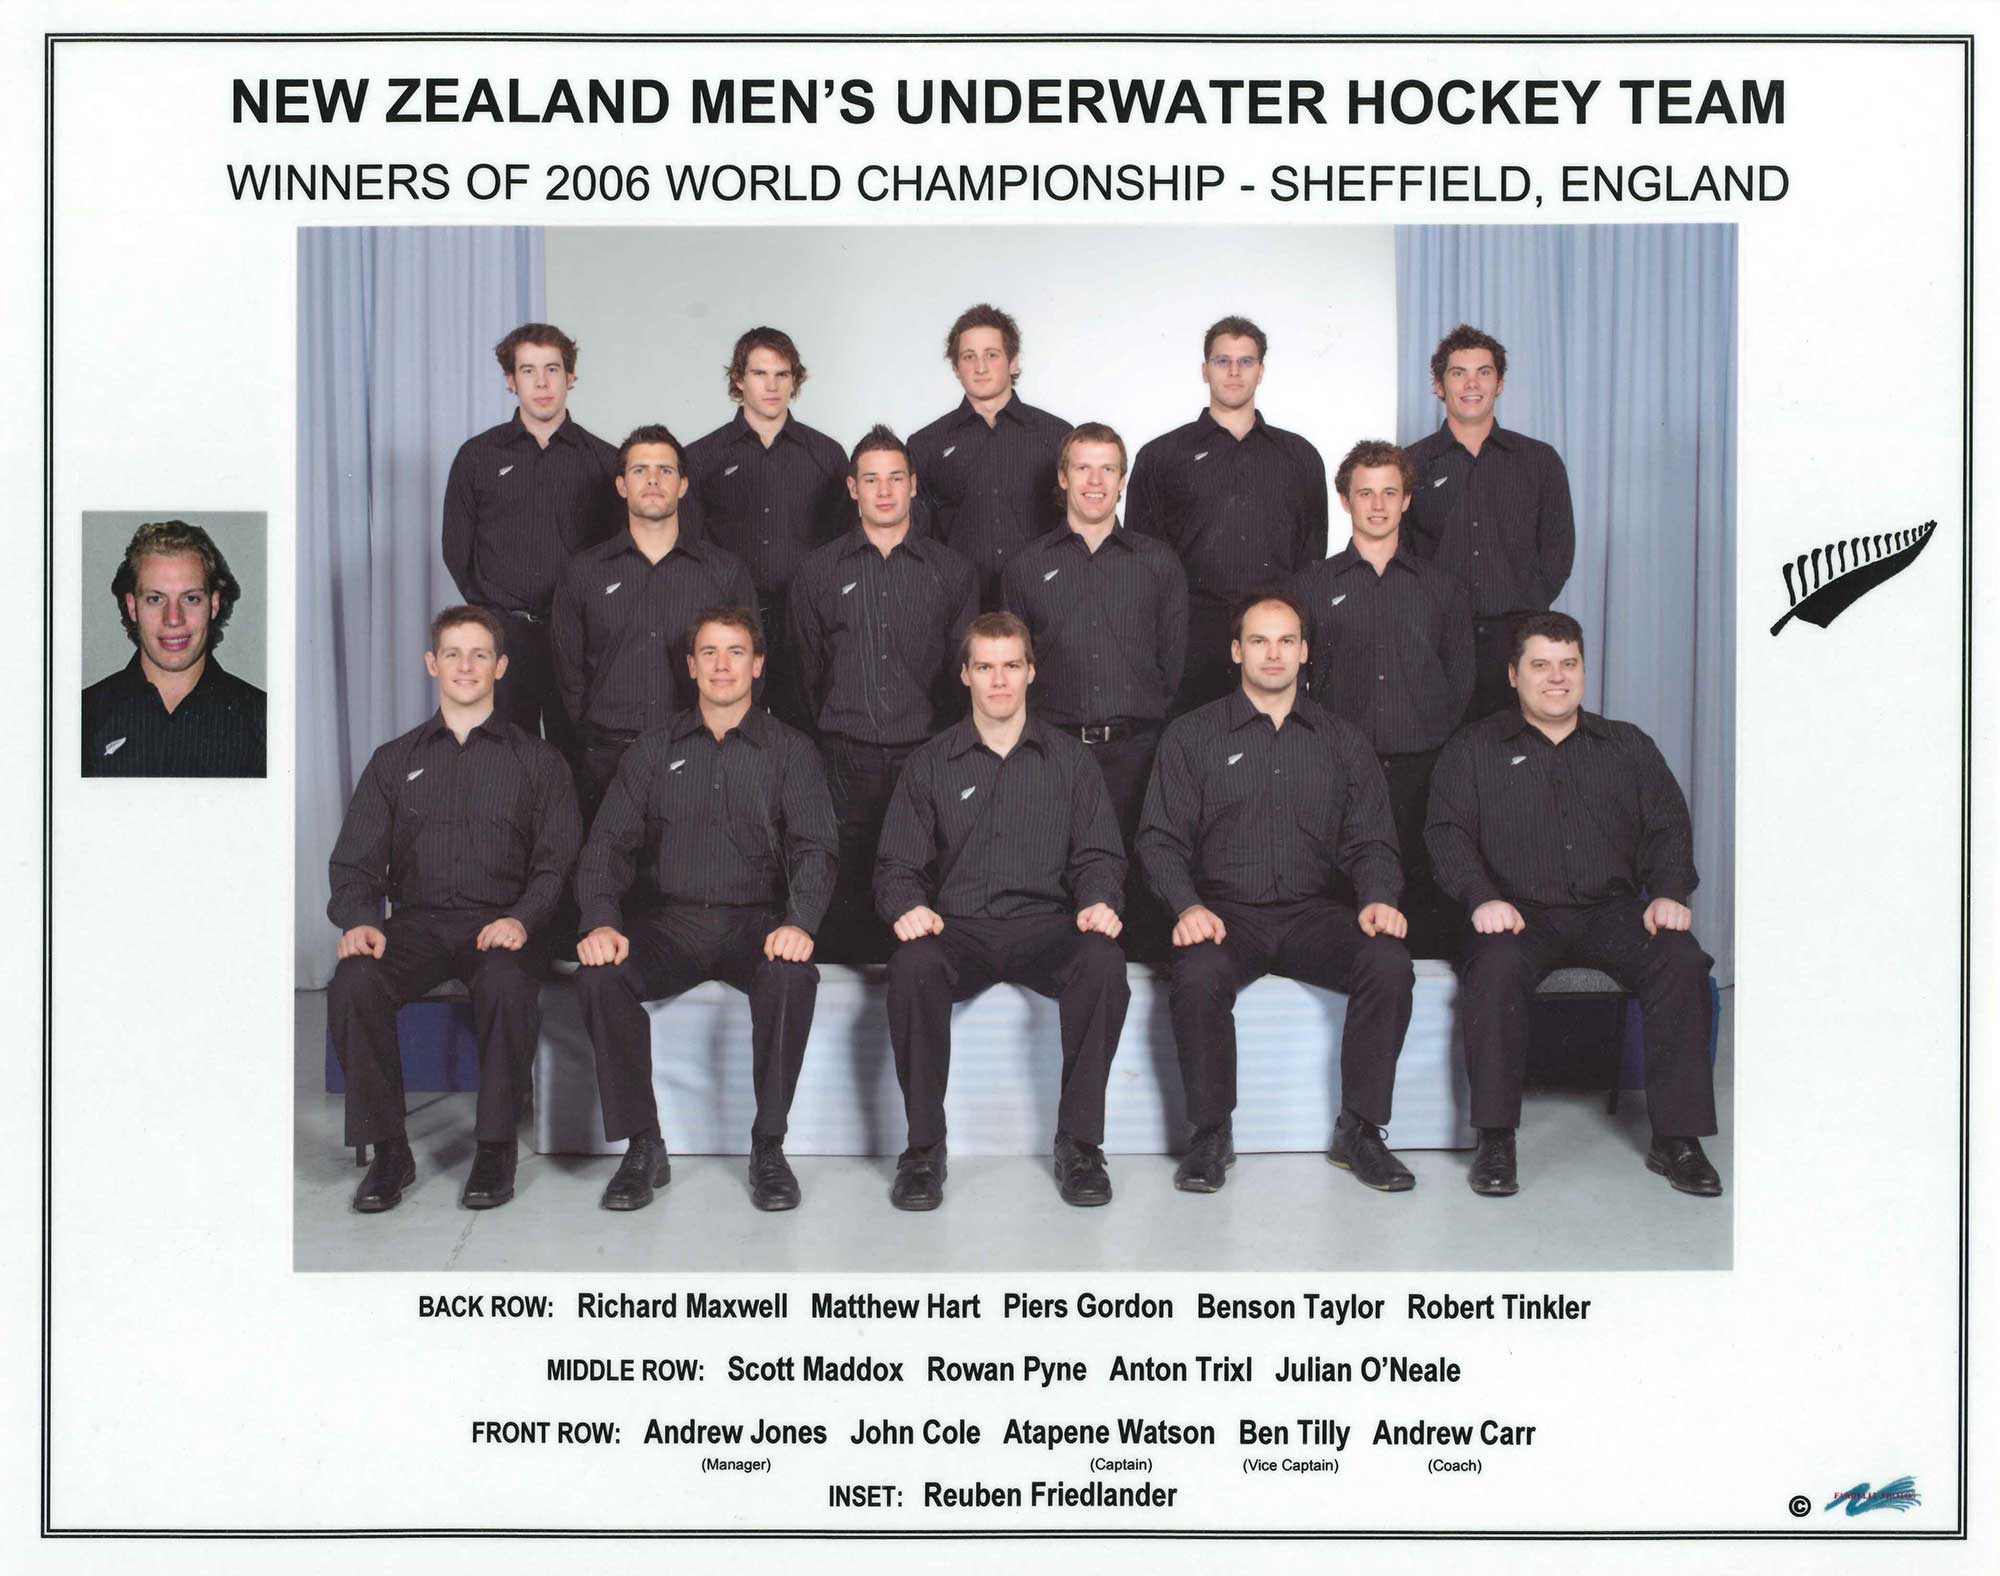 NEW ZEALAND MEN'S UNDERWATER HOCKEY TEAM
WINNERS OF 2006 WORLD CHAMPIONSHIP - SHEFFIELD, ENGLAND
BACK ROW: Richard Maxwell Matthew Hart Piers Gordon Benson Taylor Robert Tinkler
MIDDLE ROW: Scott Maddox Rowan Pyne Anton Trixl Julian O'Neale
FRONT ROW: Andrew Jones John Cole Atapene Watson Ben Tilly Andrew Carr
(Manager) (Captain) (Vice Captain) (Coach)
INSET: Reuben Friedlander
©